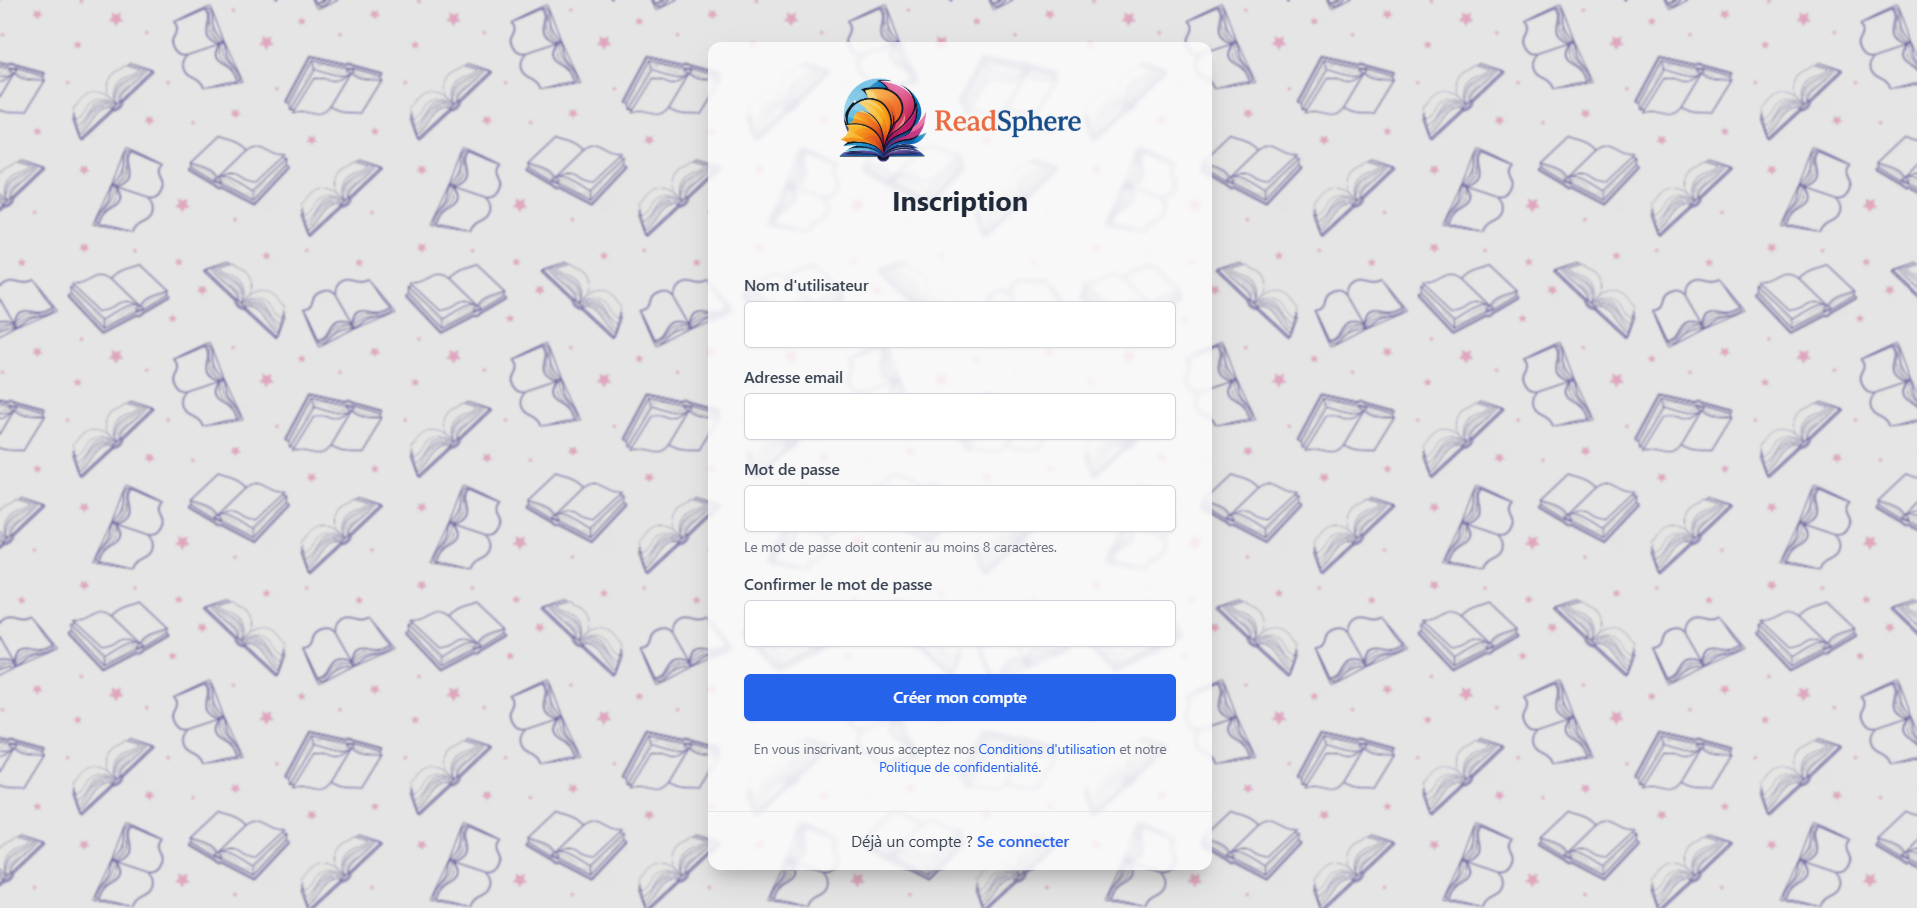 ReadSphere
Inscription
Nom d'utilisateur
Adresse email
Mot de passe
Le mot de passe doit contenir au moins 8 caractères.
Confirmer le mot de passe
Créer mon compte
En vous inscrivant, vous acceptez nos Conditions d'utilisation et notre
Politique de confidentialité.
Déjà un compte ? Se connecter